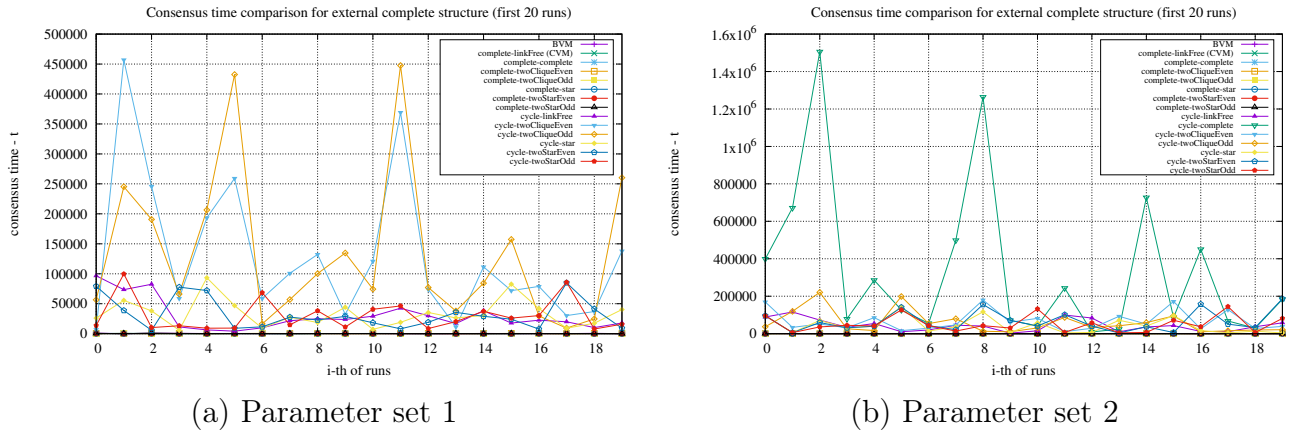 Consensus time comparison for external complete structure (first 20 runs)
500000
450000
400000
350000
300000
250000
200000
150000
100000
50000
0
consensus time - t
0 2 4 6 8 10 12 14 16 18
i-th of runs
BVM
complete-linkFree (CVM)
complete-complete
complete-twoCliqueEven
complete-twoCliqueOdd
complete-star
complete-twoStarEven
complete-twoStarOdd
cycle-linkFree
cycle-twoCliqueEven
cycle-twoCliqueOdd
cycle-star
cycle-twoStarEven
cycle-twoStarOdd
(a) Parameter set 1
Consensus time comparison for external complete structure (first 20 runs)
1.6x10⁶
1.4x10⁶
1.2x10⁶
1x10⁶
800000
600000
400000
200000
0
consensus time - t
0 2 4 6 8 10 12 14 16 18
i-th of runs
BVM
complete-linkFree (CVM)
complete-complete
complete-twoCliqueEven
complete-twoCliqueOdd
complete-star
complete-twoStarEven
complete-twoStarOdd
cycle-linkFree
cycle-complete
cycle-twoCliqueEven
cycle-twoCliqueOdd
cycle-star
cycle-twoStarEven
cycle-twoStarOdd
(b) Parameter set 2